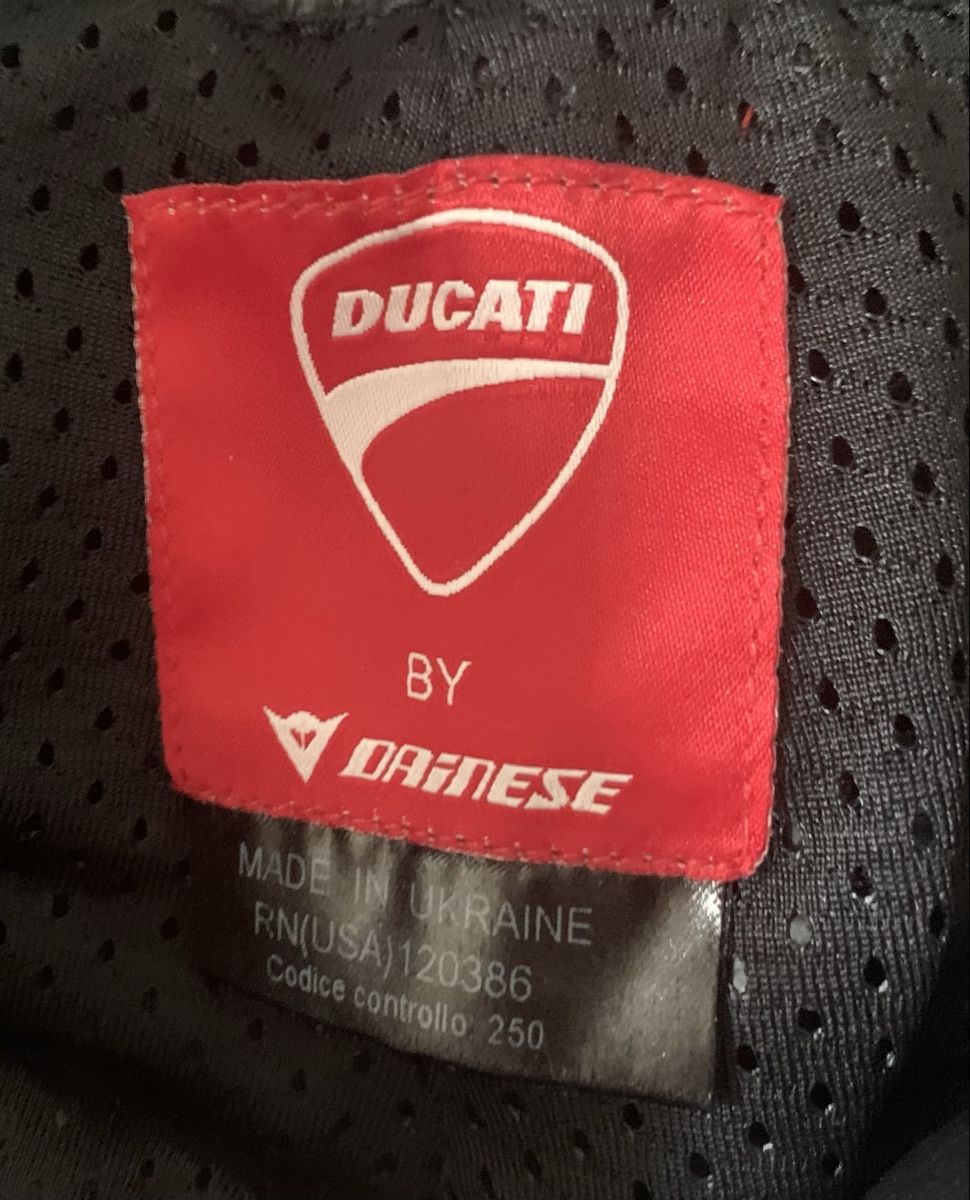 DUCATI
BY
DAINESE
MADE IN UKRAINE
RN(USA)120386
Codice controllo: 250